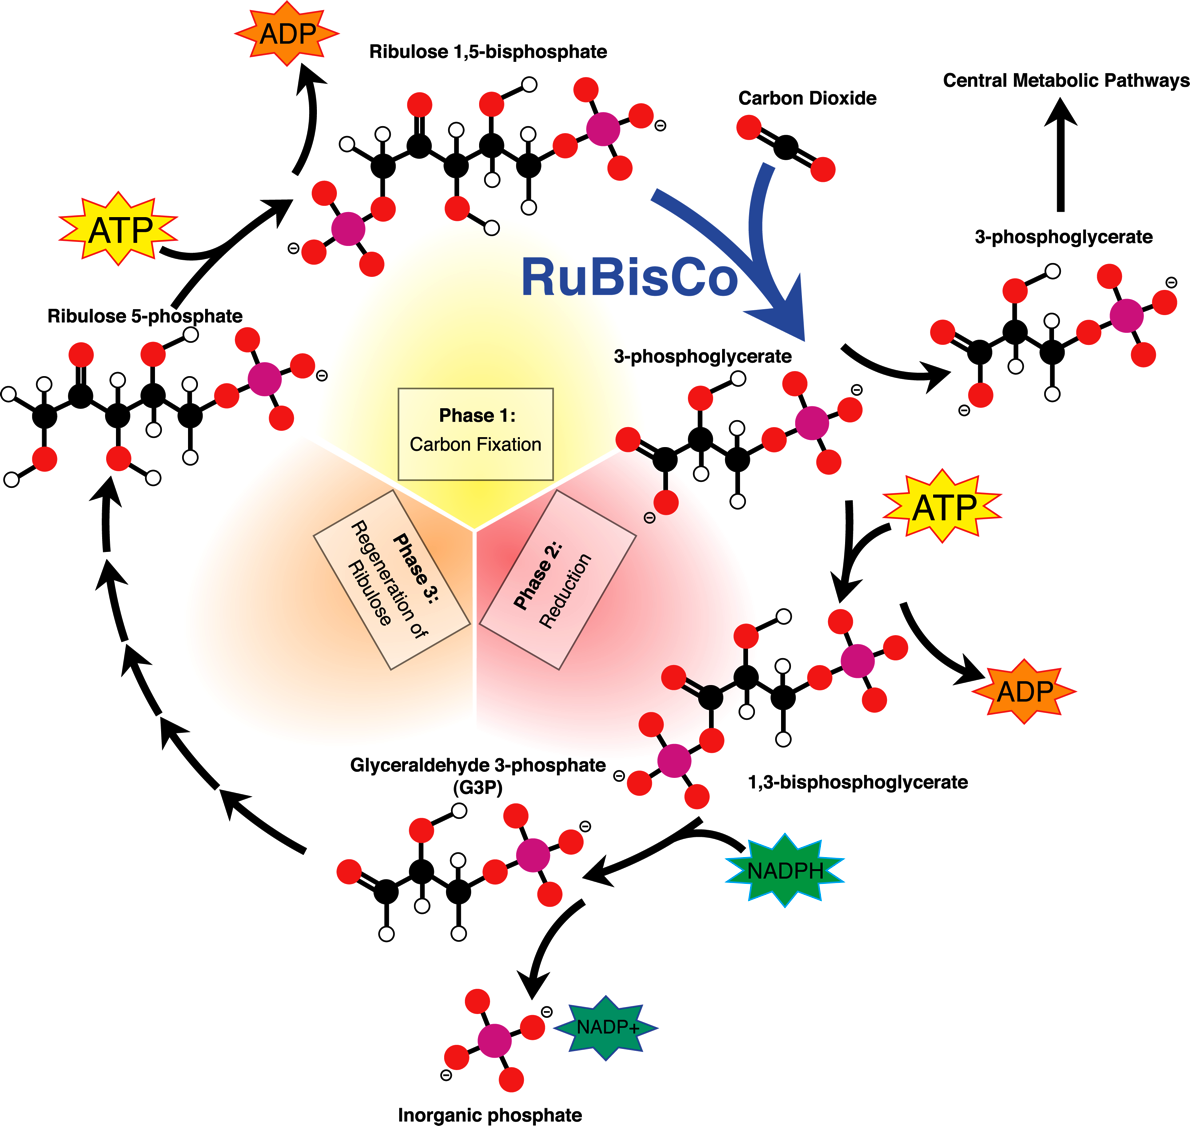 ADP
Ribulose 1,5-bisphosphate
Carbon Dioxide
Central Metabolic Pathways
ATP
RuBisCo
3-phosphoglycerate
Ribulose 5-phosphate
3-phosphoglycerate
Phase 1:
Carbon Fixation
ATP
Phase 3:
Regeneration of
Ribulose
Phase 2:
Reduction
ADP
Glyceraldehyde 3-phosphate
(G3P)
1,3-bisphosphoglycerate
NADPH
NADP+
Inorganic phosphate